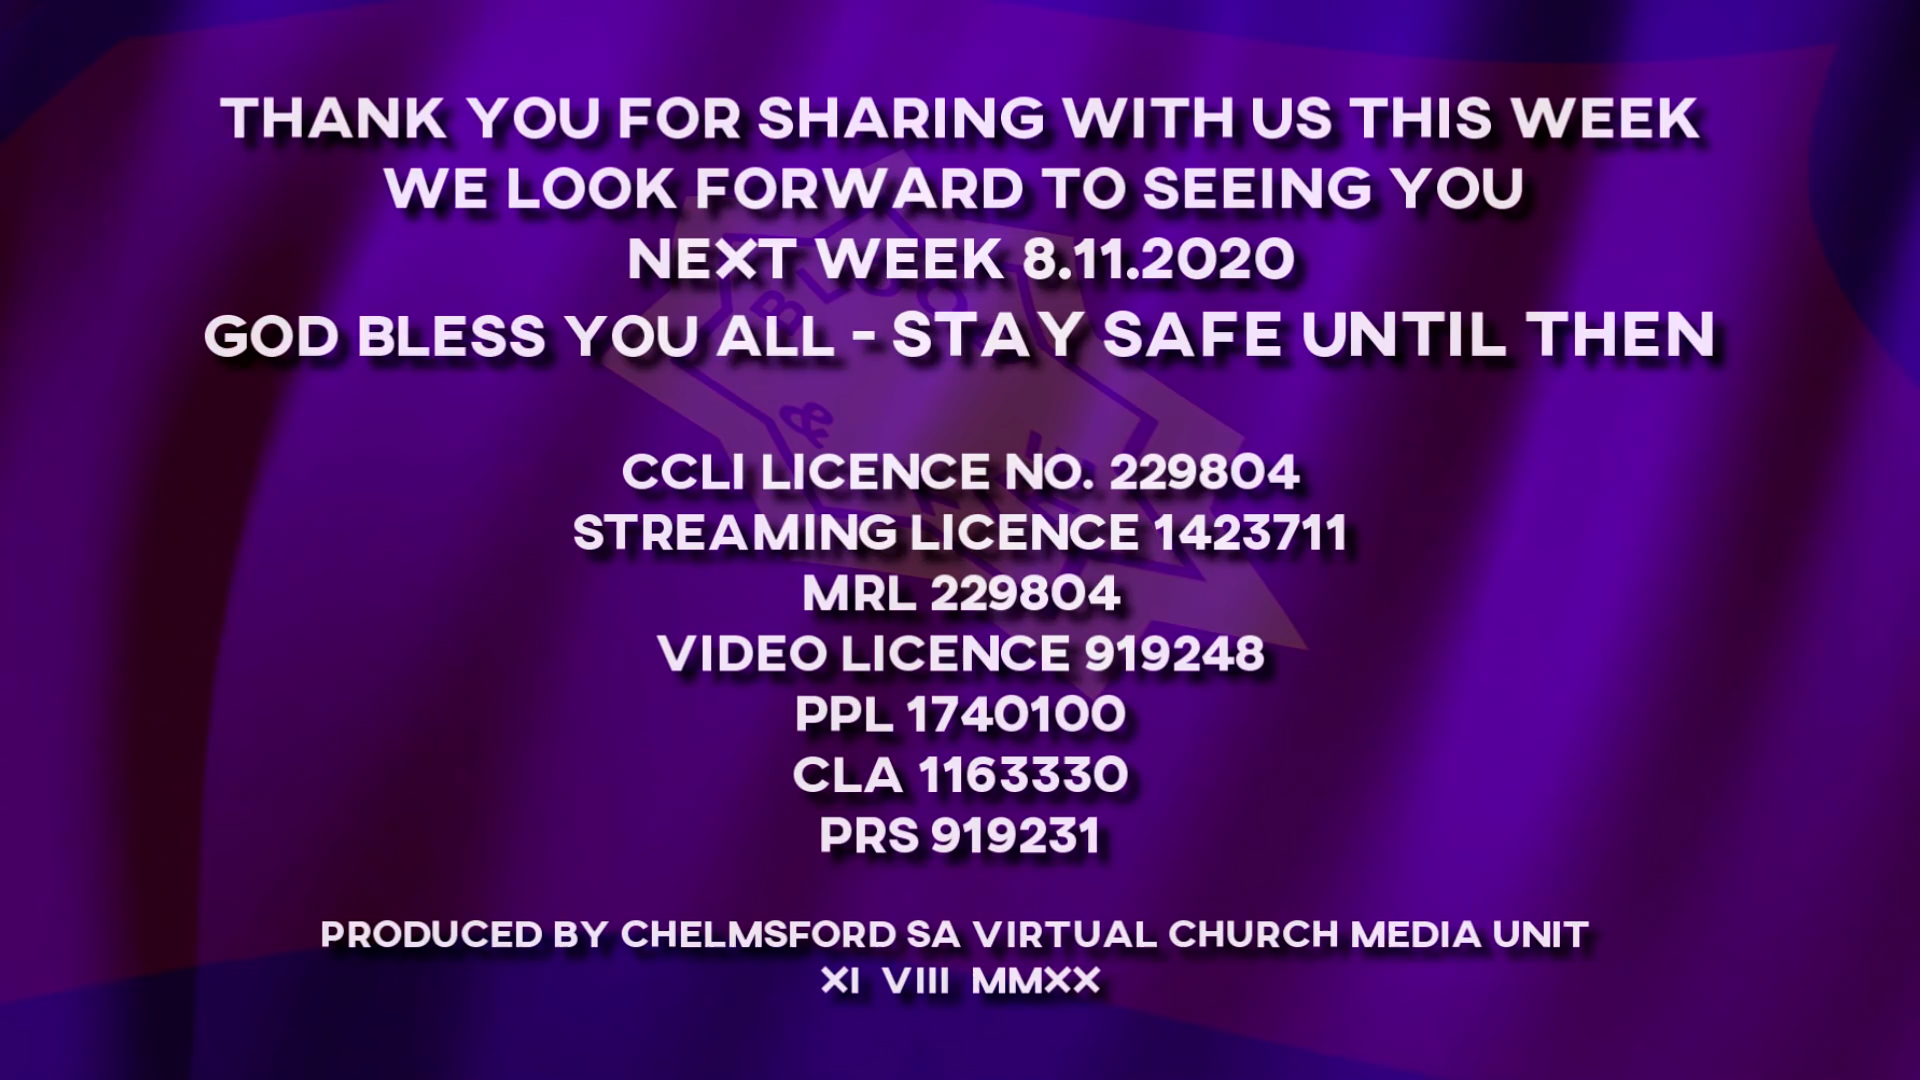 THANK YOU FOR SHARING WITH US THIS WEEK
WE LOOK FORWARD TO SEEING YOU
NEXT WEEK 8.11.2020
GOD BLESS YOU ALL - STAY SAFE UNTIL THEN
BLOOD
&
CCLI LICENCE NO. 229804
STREAMING LICENCE 1423711
MRL 229804
VIDEO LICENCE 919248
PPL 1740100
CLA 1163330
PRS 919231
PRODUCED BY CHELMSFORD SA VIRTUAL CHURCH MEDIA UNIT
XI VIII MMXX